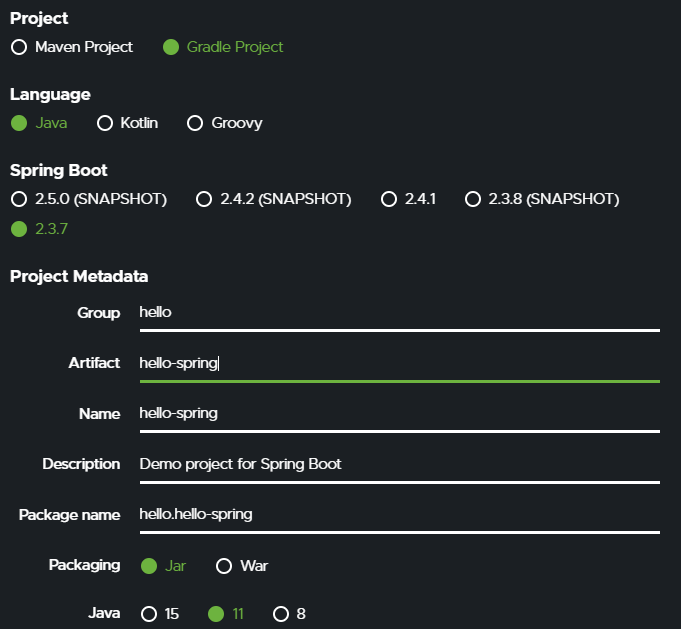 Project
Maven Project Gradle Project
Language
Java Kotlin Groovy
Spring Boot
2.5.0 (SNAPSHOT) 2.4.2 (SNAPSHOT) 2.4.1 2.3.8 (SNAPSHOT)
2.3.7
Project Metadata
Group hello
Artifact hello-spring
Name hello-spring
Description Demo project for Spring Boot
Package name hello.hello-spring
Packaging Jar War
Java 15 11 8